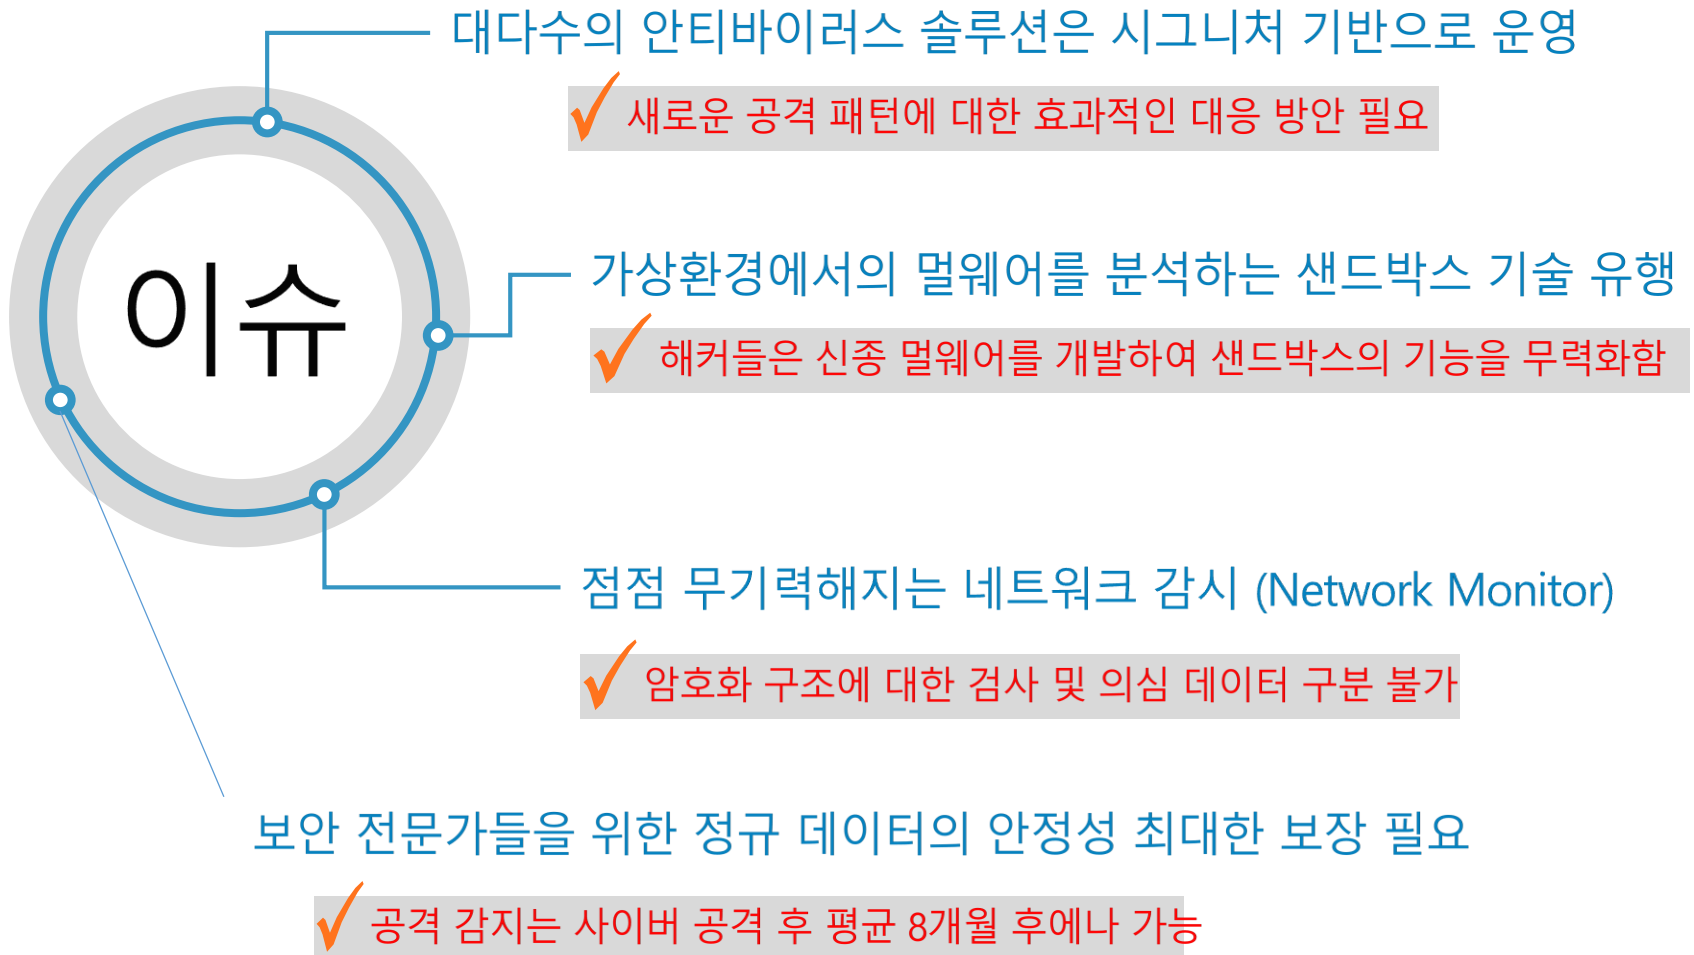 대다수의 안티바이러스 솔루션은 시그니처 기반으로 운영
새로운 공격 패턴에 대한 효과적인 대응 방안 필요
이슈
가상환경에서의 멀웨어를 분석하는 샌드박스 기술 유행
해커들은 신종 멀웨어를 개발하여 샌드박스의 기능을 무력화함
점점 무기력해지는 네트워크 감시 (Network Monitor)
암호화 구조에 대한 검사 및 의심 데이터 구분 불가
보안 전문가들을 위한 정규 데이터의 안정성 최대한 보장 필요
공격 감지는 사이버 공격 후 평균 8개월 후에나 가능